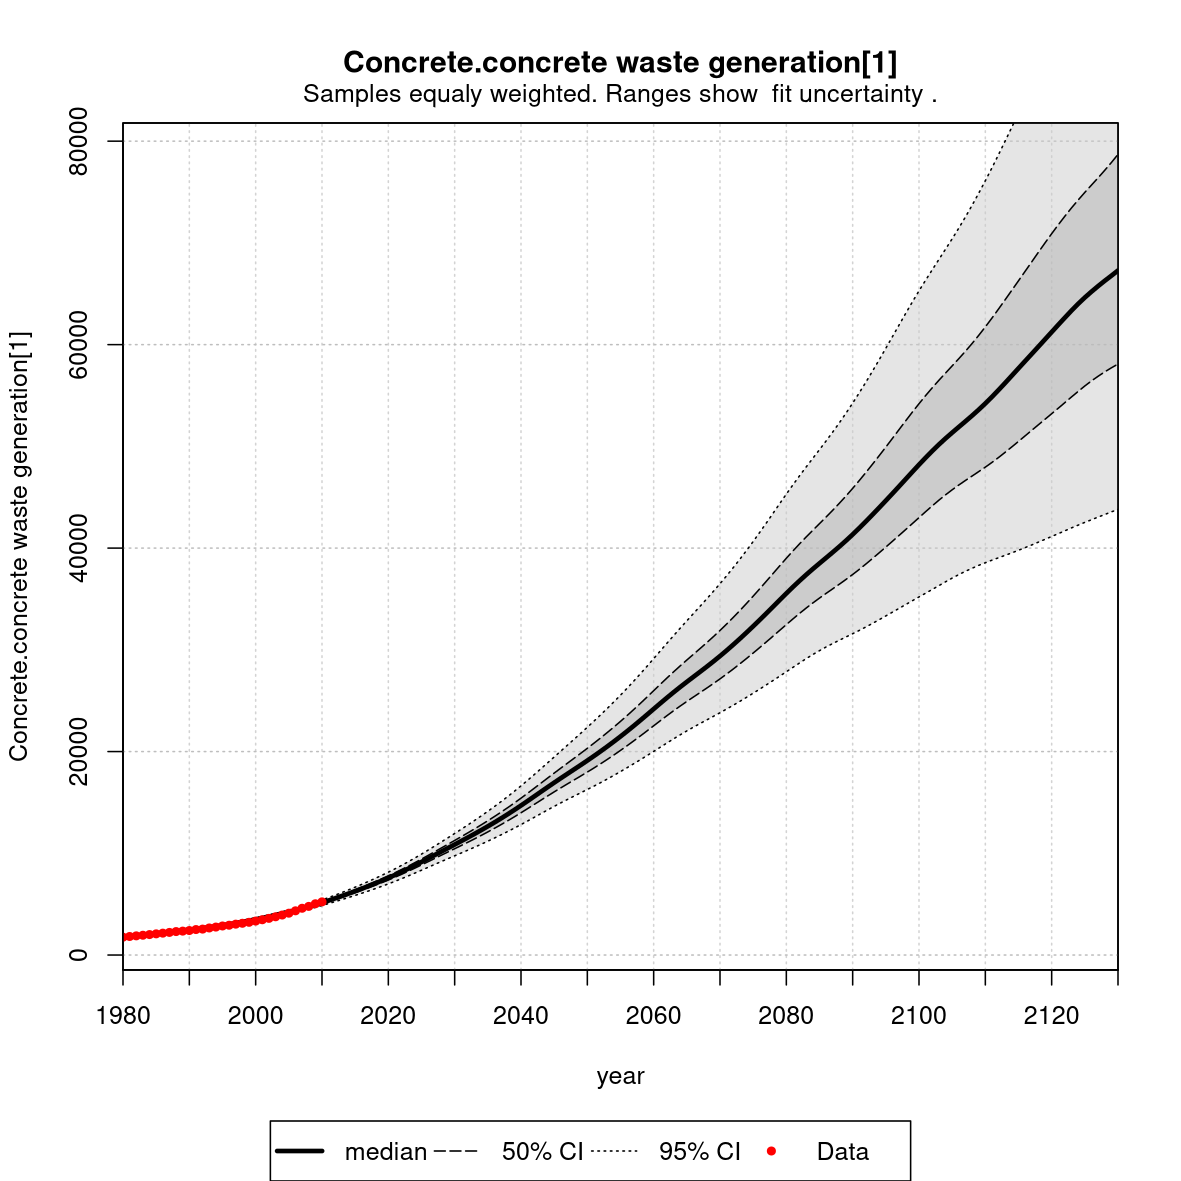 Concrete.concrete waste generation[1]
Samples equaly weighted. Ranges show  fit uncertainty .
Concrete.concrete waste generation[1]
80000
60000
40000
20000
0
1980 2000 2020 2040 2060 2080 2100 2120
year
median 50% CI 95% CI Data